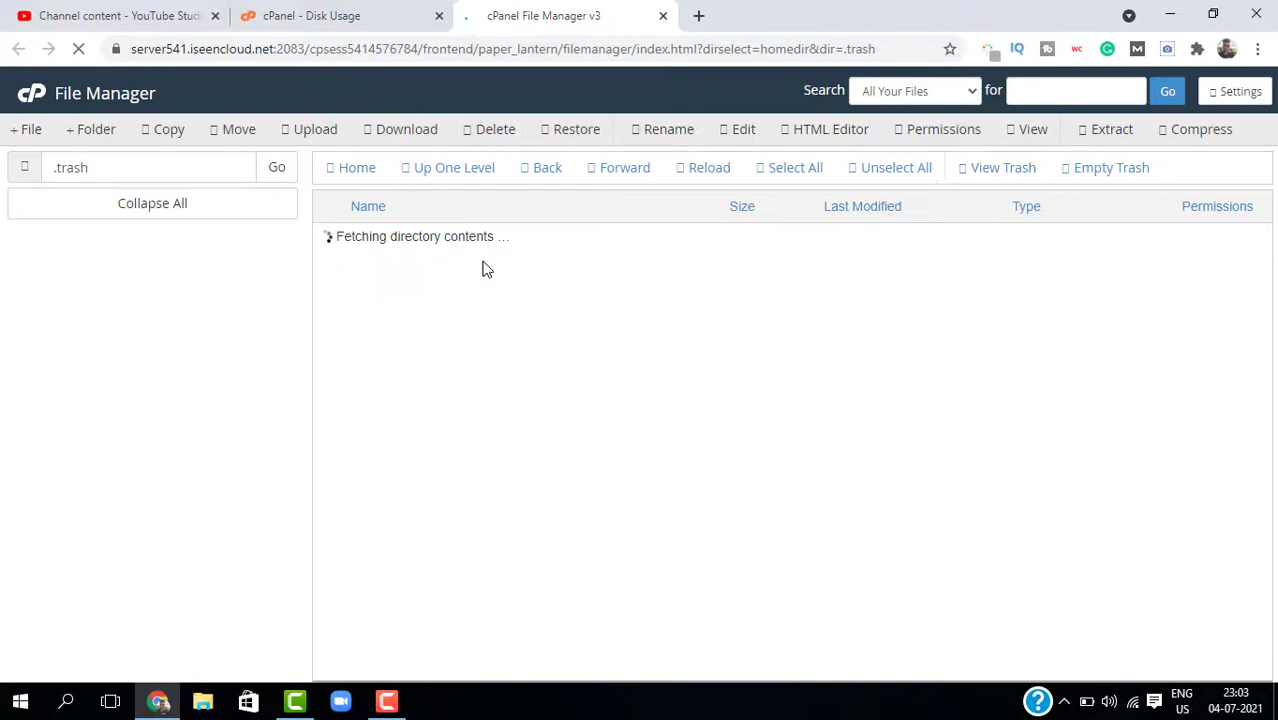 Channel content - YouTube Stud
cPanel - Disk Usage
cPanel File Manager v3
server541.iseencloud.net:2083/cpsess5414576784/frontend/paper_lantern/filemanager/index.html?dirselect=homedir&dir=.trash
cP File Manager
Search All Your Files for Go Settings
+ File + Folder Copy Move Upload Download Delete Restore Rename Edit HTML Editor Permissions View Extract Compress
.trash Go
Home Up One Level Back Forward Reload Select All Unselect All View Trash Empty Trash
Collapse All
Name Size Last Modified Type Permissions
Fetching directory contents ...
ENG 23:03
US 04-07-2021